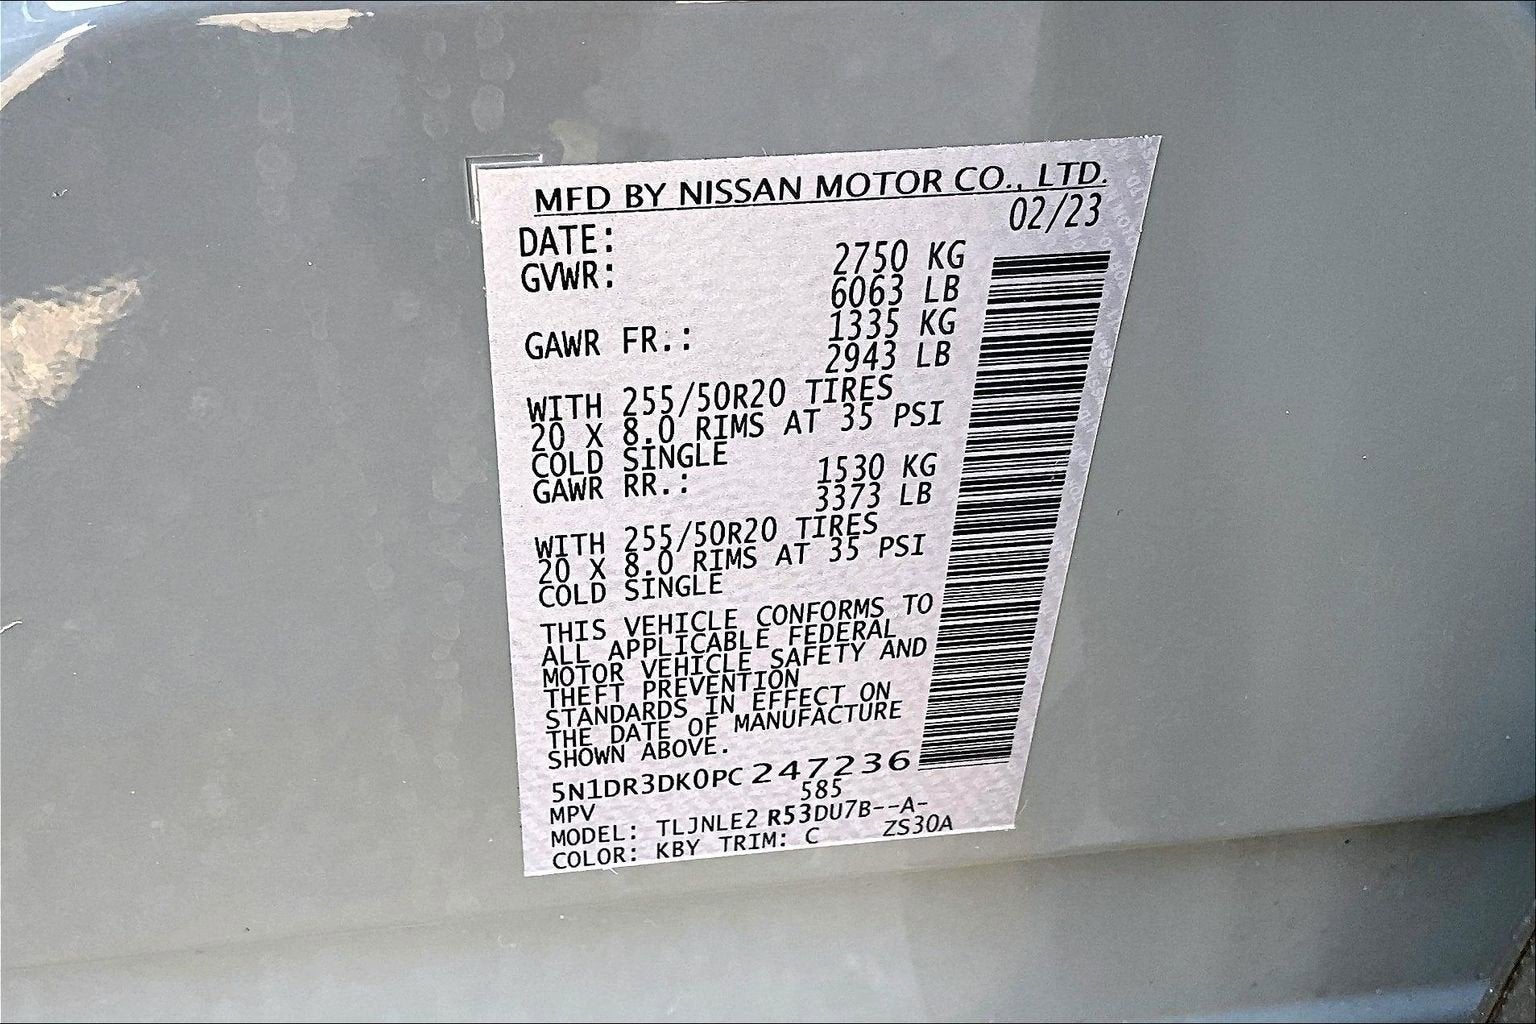 MFD BY NISSAN MOTOR CO., LTD.
DATE: 02/23
GVWR: 2750 KG
6063 LB
GAWR FR.: 1335 KG
2943 LB
WITH 255/50R20 TIRES
20 X 8.0 RIMS AT 35 PSI
COLD SINGLE
GAWR RR.: 1530 KG
3373 LB
WITH 255/50R20 TIRES
20 X 8.0 RIMS AT 35 PSI
COLD SINGLE
THIS VEHICLE CONFORMS TO
ALL APPLICABLE FEDERAL
MOTOR VEHICLE SAFETY AND
THEFT PREVENTION
STANDARDS IN EFFECT ON
THE DATE OF MANUFACTURE
SHOWN ABOVE.
5N1DR3DK0PC247236
MPV 585
MODEL: TLJNLE2 R53DU7B--A-
COLOR: KBY TRIM: C ZS30A